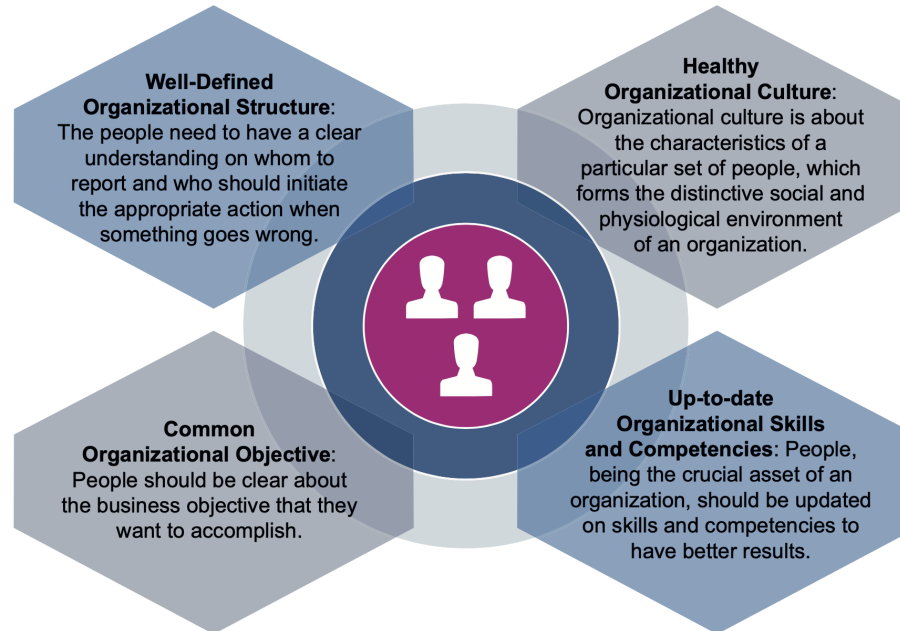 Well-Defined
Organizational Structure:
The people need to have a clear
understanding on whom to
report and who should initiate
the appropriate action when
something goes wrong.
Healthy
Organizational Culture:
Organizational culture is about
the characteristics of a
particular set of people, which
forms the distinctive social and
physiological environment
of an organization.
Common
Organizational Objective:
People should be clear about
the business objective that they
want to accomplish.
Up-to-date
Organizational Skills
and Competencies: People,
being the crucial asset of an
organization, should be updated
on skills and competencies to
have better results.